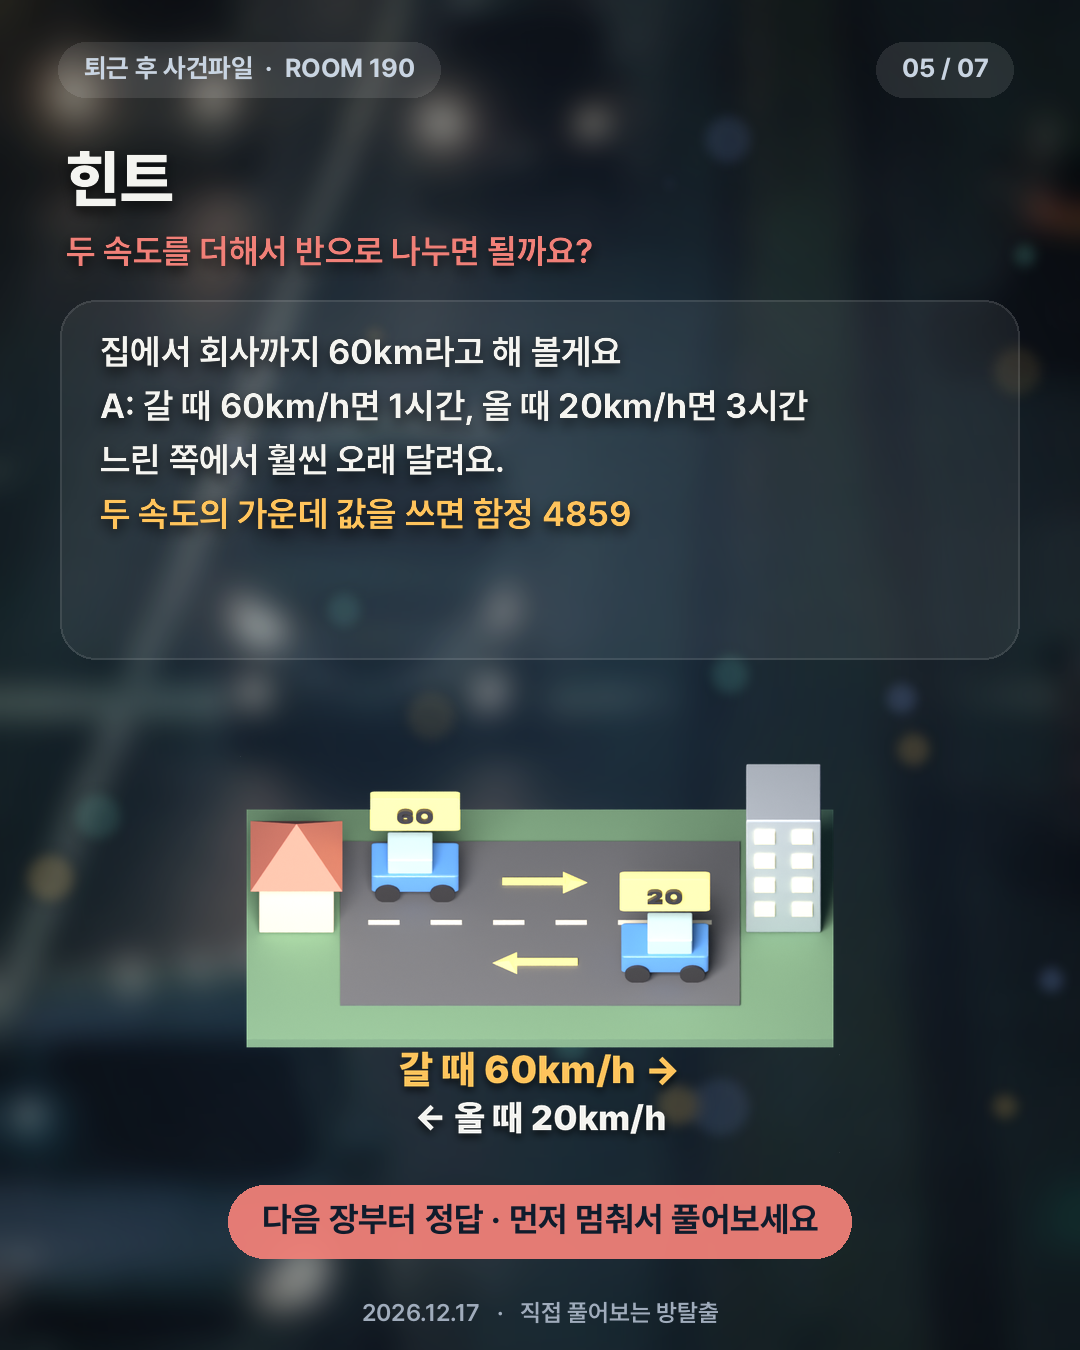 퇴근 후 사건파일 · ROOM 190
05 / 07
힌트
두 속도를 더해서 반으로 나누면 될까요?
집에서 회사까지 60km라고 해 볼게요
A: 갈 때 60km/h면 1시간, 올 때 20km/h면 3시간
느린 쪽에서 훨씬 오래 달려요.
두 속도의 가운데 값을 쓰면 함정 4859
60
20
갈 때 60km/h →
← 올 때 20km/h
다음 장부터 정답 · 먼저 멈춰서 풀어보세요
2026.12.17 · 직접 풀어보는 방탈출